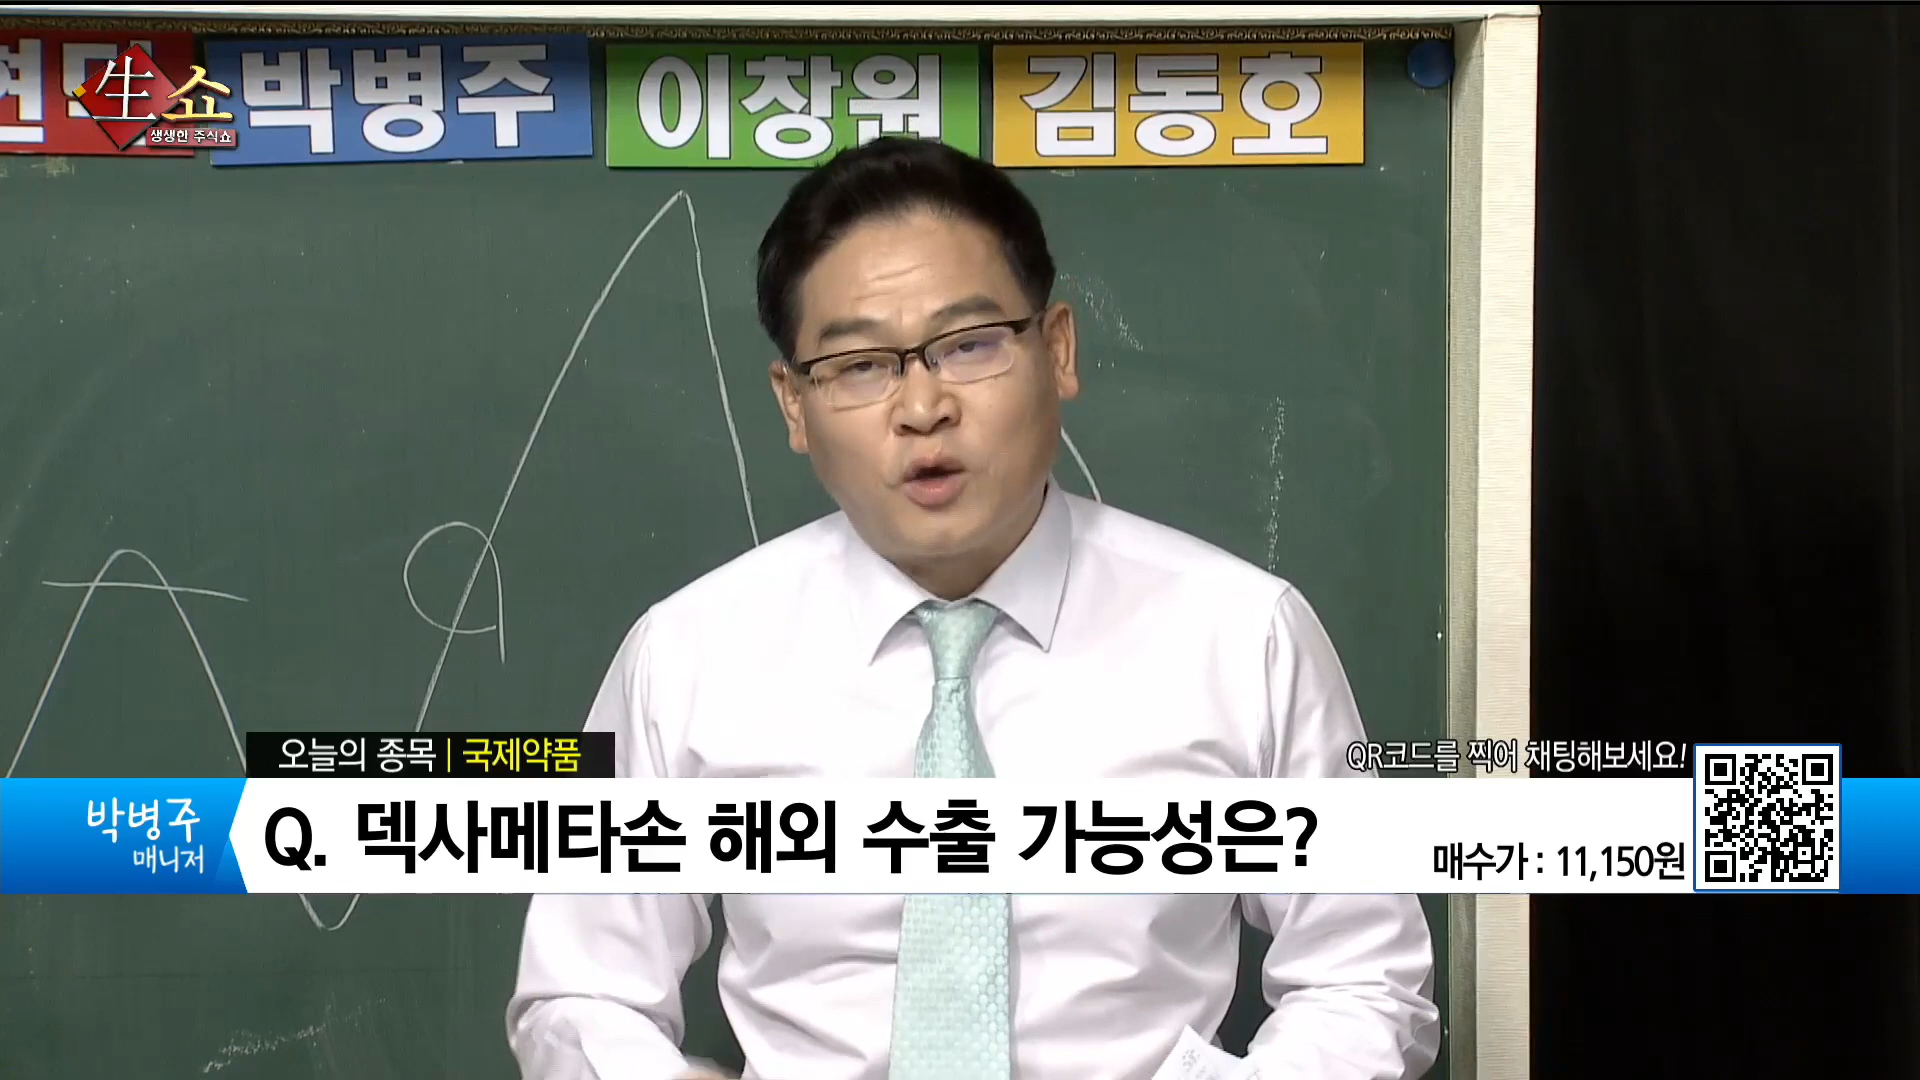 生쇼
생생한 주식쇼
박병주
이창원
김동호
오늘의 종목 | 국제약품
QR코드를 찍어 채팅해보세요!
박병주
매니저
Q. 덱사메타손 해외 수출 가능성은?
매수가 : 11,150원